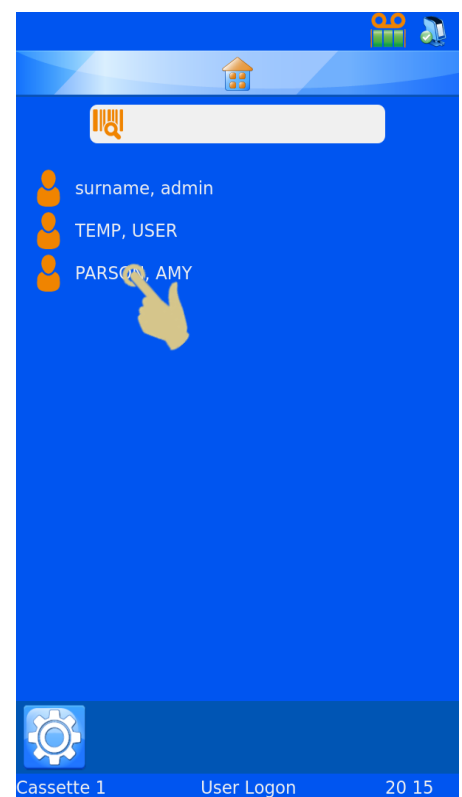 surname, admin
TEMP, USER
PARSON, AMY
Cassette 1 User Logon 20 15